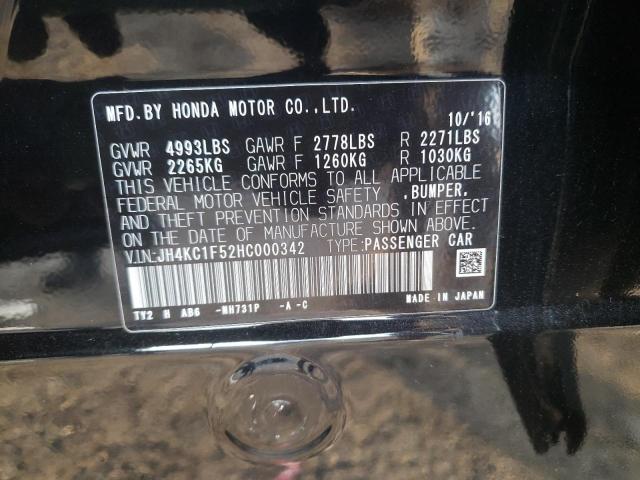 MFD.BY HONDA MOTOR CO.,LTD. 10/'16
GVWR 4993LBS GAWR F 2778LBS R 2271LBS
GVWR 2265KG GAWR F 1260KG R 1030KG
THIS VEHICLE CONFORMS TO ALL APPLICABLE
FEDERAL MOTOR VEHICLE SAFETY ,BUMPER,
AND THEFT PREVENTION STANDARDS IN EFFECT
ON THE DATE OF MANUFACTURE SHOWN ABOVE.
VIN:JH4KC1F52HC000342 TYPE:PASSENGER CAR
MADE IN JAPAN
TY2 H AB6 -NH731P -A -C